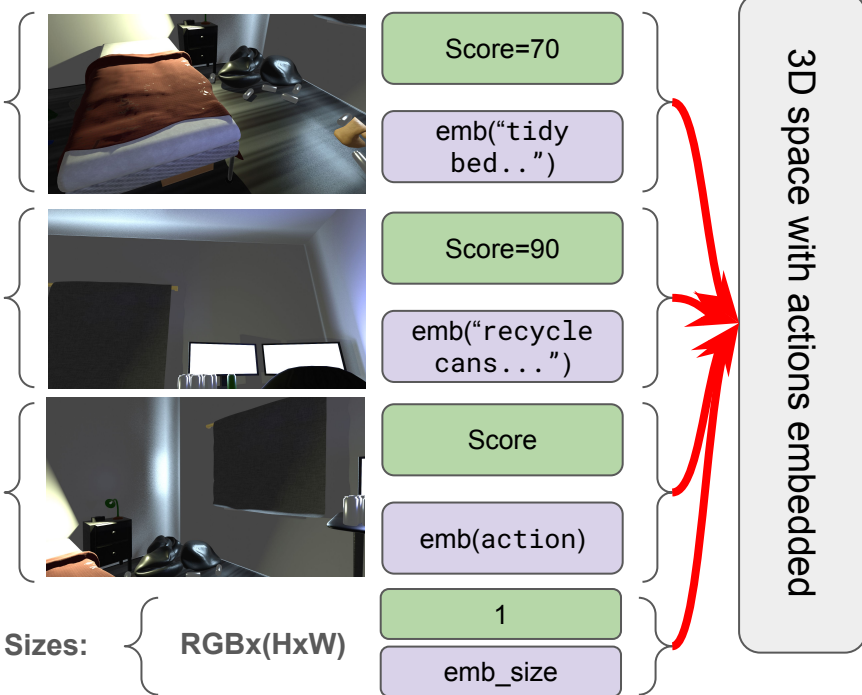 Score=70
emb(“tidy
bed..”)
Score=90
emb(“recycle
cans...”)
Score
emb(action)
Sizes:
RGBx(HxW)
1
emb_size
3D space with actions embedded